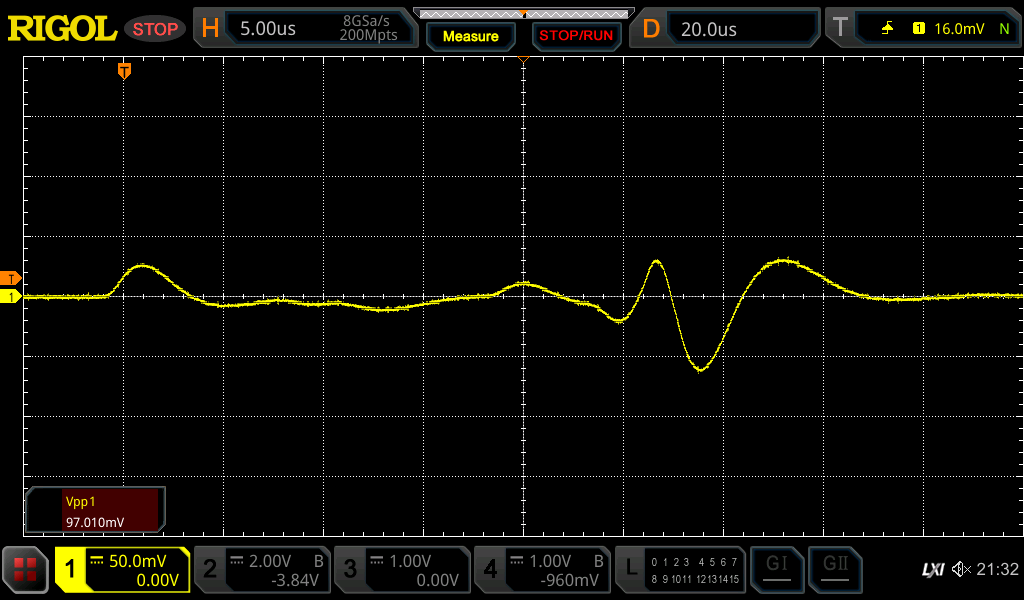 RIGOL STOP H 5.00us 8GSa/s 200Mpts Measure STOP/RUN D 20.0us T 1 16.0mV N
T
T
1
Vpp1
97.010mV
1 50.0mV 0.00V 2 2.00V B -3.84V 3 1.00V 0.00V 4 1.00V B -960mV L 0 1 2 3 4 5 6 7 8 9 10 11 12 13 14 15 GI GII LXI 21:32